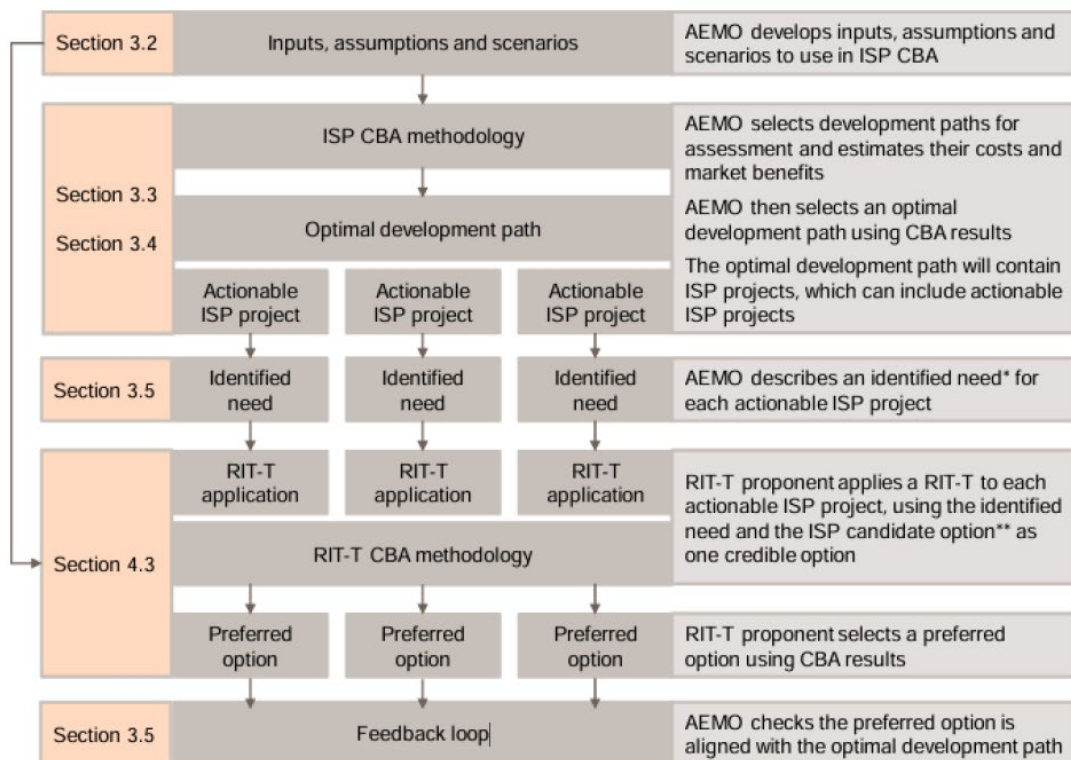 Section 3.2
Inputs, assumptions and scenarios
AEMO develops inputs, assumptions and
scenarios to use in ISP CBA
Section 3.3
Section 3.4
ISP CBA methodology
AEMO selects development paths for
assessment and estimates their costs and
market benefits
Optimal development path
AEMO then selects an optimal
development path using CBA results
Actionable
ISP project
Actionable
ISP project
Actionable
ISP project
The optimal development path will contain
ISP projects, which can include actionable
ISP projects
Section 3.5
Identified
need
Identified
need
Identified
need
AEMO describes an identified need* for
each actionable ISP project
Section 4.3
RIT-T
application
RIT-T
application
RIT-T
application
RIT-T CBA methodology
RIT-T proponent applies a RIT-T to each
actionable ISP project, using the identified
need and the ISP candidate option** as
one credible option
Preferred
option
Preferred
option
Preferred
option
RIT-T proponent selects a preferred
option using CBA results
Section 3.5
Feedback loop
AEMO checks the preferred option is
aligned with the optimal development path